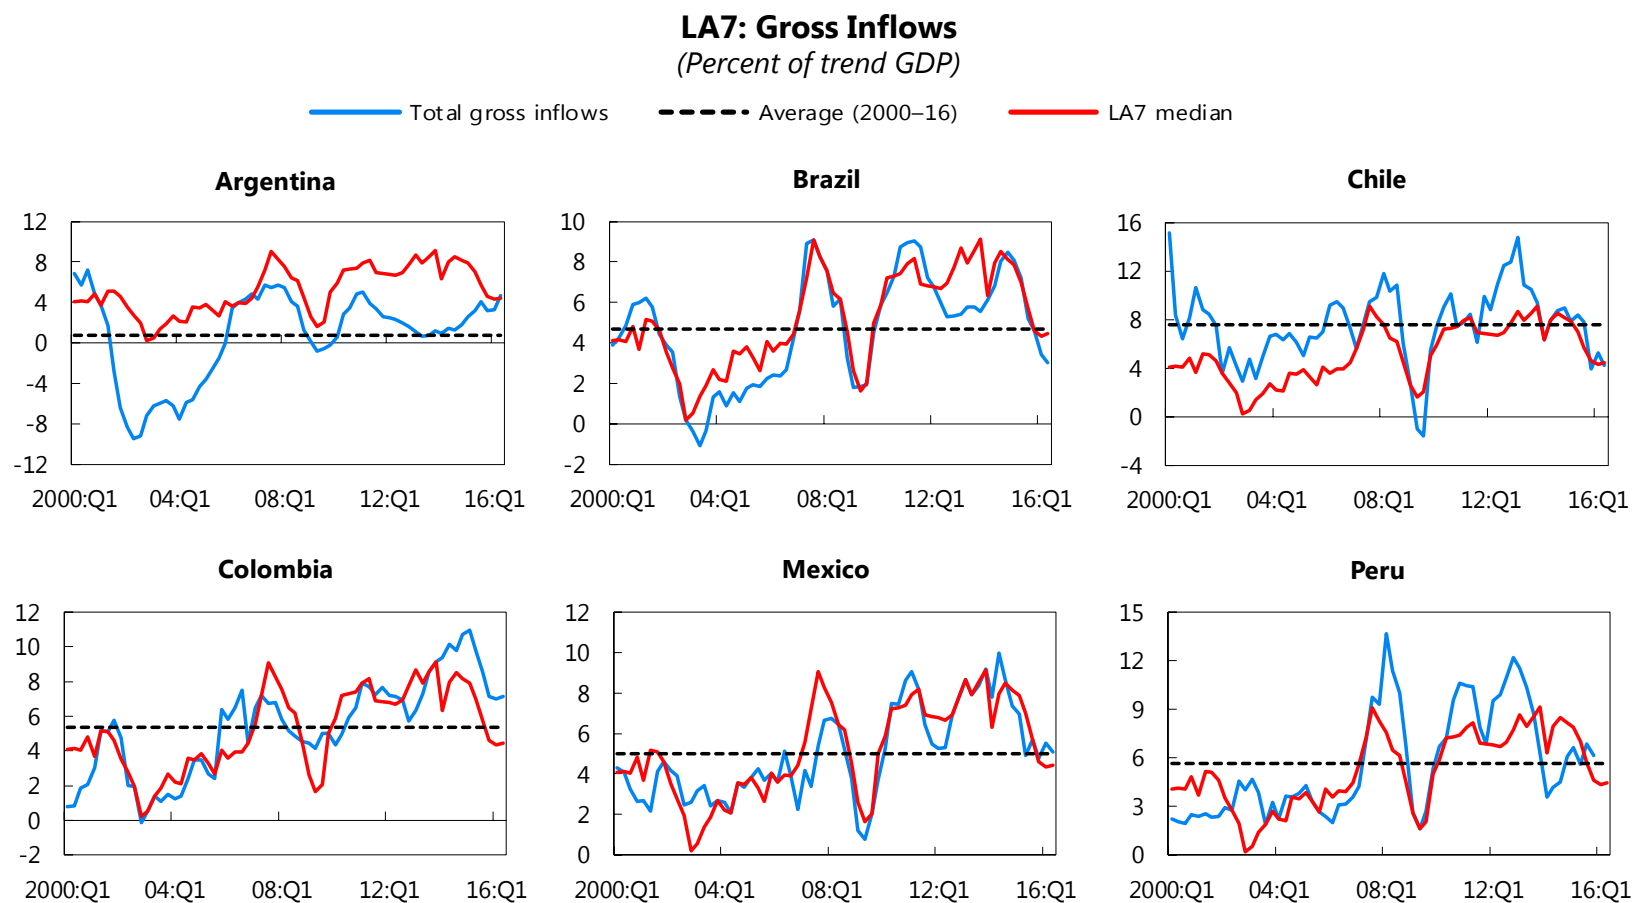 LA7: Gross Inflows
(Percent of trend GDP)
Total gross inflows
Average (2000–16)
LA7 median
Argentina
12
8
4
0
-4
-8
-12
2000:Q1 04:Q1 08:Q1 12:Q1 16:Q1
Brazil
10
8
6
4
2
0
-2
2000:Q1 04:Q1 08:Q1 12:Q1 16:Q1
Chile
16
12
8
4
0
-4
2000:Q1 04:Q1 08:Q1 12:Q1 16:Q1
Colombia
12
10
8
6
4
2
0
-2
2000:Q1 04:Q1 08:Q1 12:Q1 16:Q1
Mexico
12
10
8
6
4
2
0
2000:Q1 04:Q1 08:Q1 12:Q1 16:Q1
Peru
15
12
9
6
3
0
2000:Q1 04:Q1 08:Q1 12:Q1 16:Q1